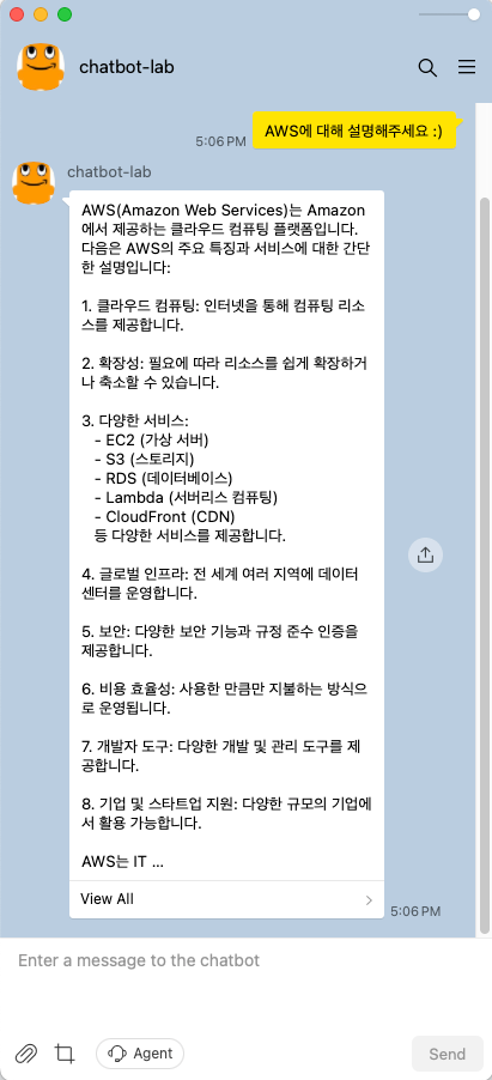 chatbot-lab
AWS에 대해 설명해주세요 :)
5:06 PM
chatbot-lab
AWS(Amazon Web Services)는 Amazon
에서 제공하는 클라우드 컴퓨팅 플랫폼입니다.
다음은 AWS의 주요 특징과 서비스에 대한 간단
한 설명입니다:
1. 클라우드 컴퓨팅: 인터넷을 통해 컴퓨팅 리소
스를 제공합니다.
2. 확장성: 필요에 따라 리소스를 쉽게 확장하거
나 축소할 수 있습니다.
3. 다양한 서비스:
- EC2 (가상 서버)
- S3 (스토리지)
- RDS (데이터베이스)
- Lambda (서버리스 컴퓨팅)
- CloudFront (CDN)
등 다양한 서비스를 제공합니다.
4. 글로벌 인프라: 전 세계 여러 지역에 데이터
센터를 운영합니다.
5. 보안: 다양한 보안 기능과 규정 준수 인증을
제공합니다.
6. 비용 효율성: 사용한 만큼만 지불하는 방식으
로 운영됩니다.
7. 개발자 도구: 다양한 개발 및 관리 도구를 제
공합니다.
8. 기업 및 스타트업 지원: 다양한 규모의 기업에
서 활용 가능합니다.
AWS는 IT ...
View All
5:06 PM
Enter a message to the chatbot
Agent
Send